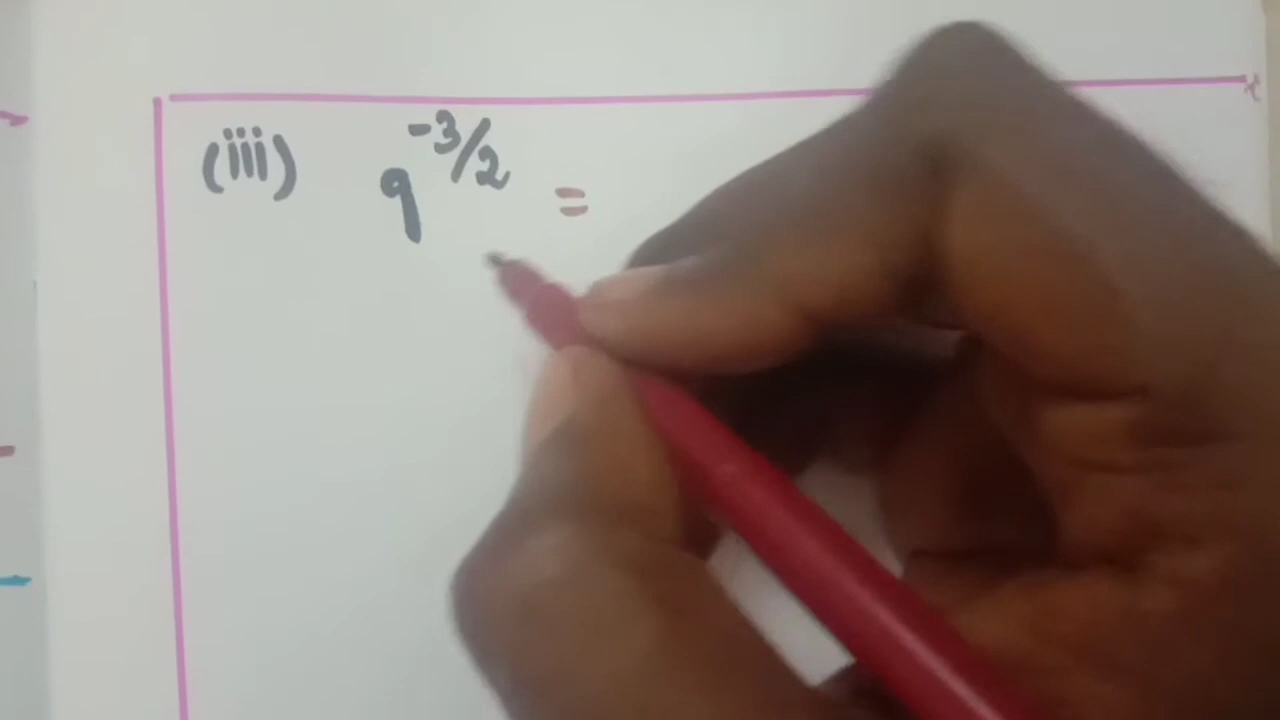 (iii) 9^{-3/2} =